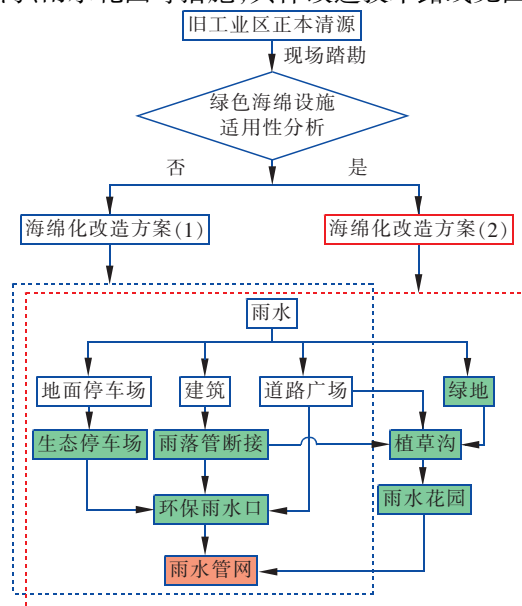 旧工业区正本清源
现场踏勘
绿色海绵设施
适用性分析
否
是
海绵化改造方案(1)
海绵化改造方案(2)
雨水
地面停车场
建筑
道路广场
绿地
生态停车场
雨落管断接
植草沟
环保雨水口
雨水花园
雨水管网